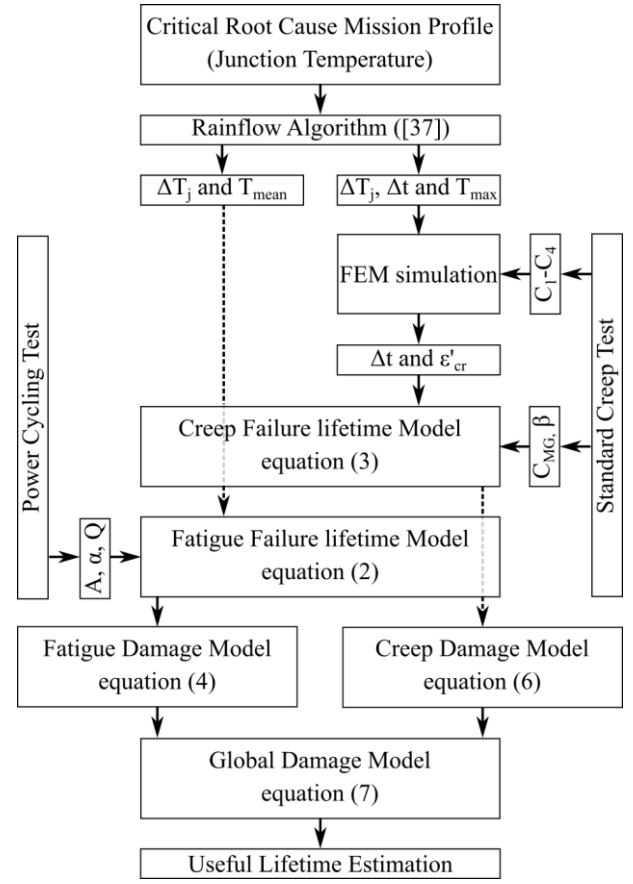 Critical Root Cause Mission Profile
(Junction Temperature)
Rainflow Algorithm ([37])
ΔTj and Tmean
ΔTj, Δt and Tmax
FEM simulation
C1-C4
Δt and ε'cr
Creep Failure lifetime Model
equation (3)
CMG, β
Standard Creep Test
Power Cycling Test
A, α, Q
Fatigue Failure lifetime Model
equation (2)
Fatigue Damage Model
equation (4)
Creep Damage Model
equation (6)
Global Damage Model
equation (7)
Useful Lifetime Estimation